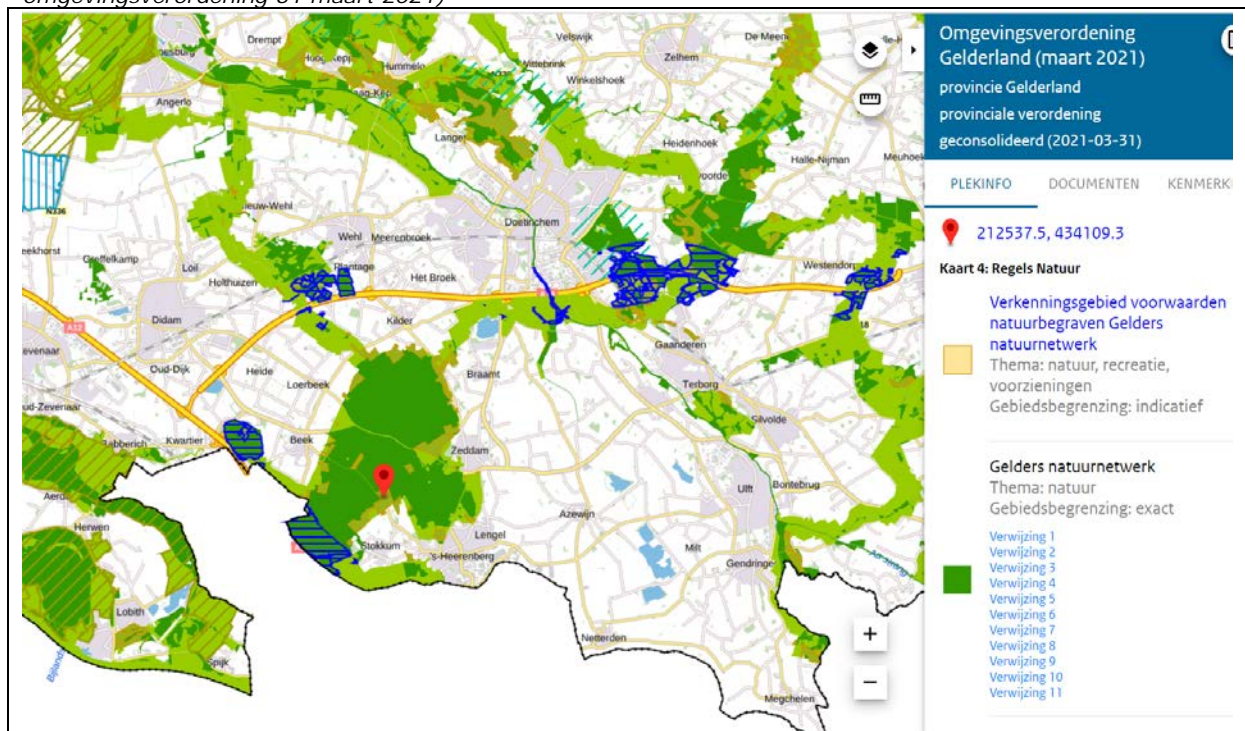 omgevingsverordening 01 maart 2021)
Drempt
Velswijk
De Meene
Zelhem
Hummelo
Wittebrink
Winkelshoek
Angerlo
Heidenhoek
Halle-Nijman
Meuhoek
N336
Doetinchem
Wehl
Meerenbroek
Greffelkamp
Loil
Plantage
Het Broek
Westendorp
Holthuizen
18
A12
Didam
Kilder
Gaanderen
Oud-Dijk
Heide
Loerbeek
Braamt
Terborg
Silvolde
Kwartier
Beek
Zeddam
Herwen
Azewijn
Ulft
Bontebrug
Stokkum
Lengel
's-Heerenberg
Milt
Gendringen
Lobith
Netterden
Spijk
Megchelen
Omgevingsverordening
Gelderland (maart 2021)
provincie Gelderland
provinciale verordening
geconsolideerd (2021-03-31)
PLEKINFO DOCUMENTEN KENMERK
212537.5, 434109.3
Kaart 4: Regels Natuur
Verkenningsgebied voorwaarden
natuurbegraven Gelders
natuurnetwerk
Thema: natuur, recreatie,
voorzieningen
Gebiedsbegrenzing: indicatief
Gelders natuurnetwerk
Thema: natuur
Gebiedsbegrenzing: exact
Verwijzing 1
Verwijzing 2
Verwijzing 3
Verwijzing 4
Verwijzing 5
Verwijzing 6
Verwijzing 7
Verwijzing 8
Verwijzing 9
Verwijzing 10
Verwijzing 11
+
−